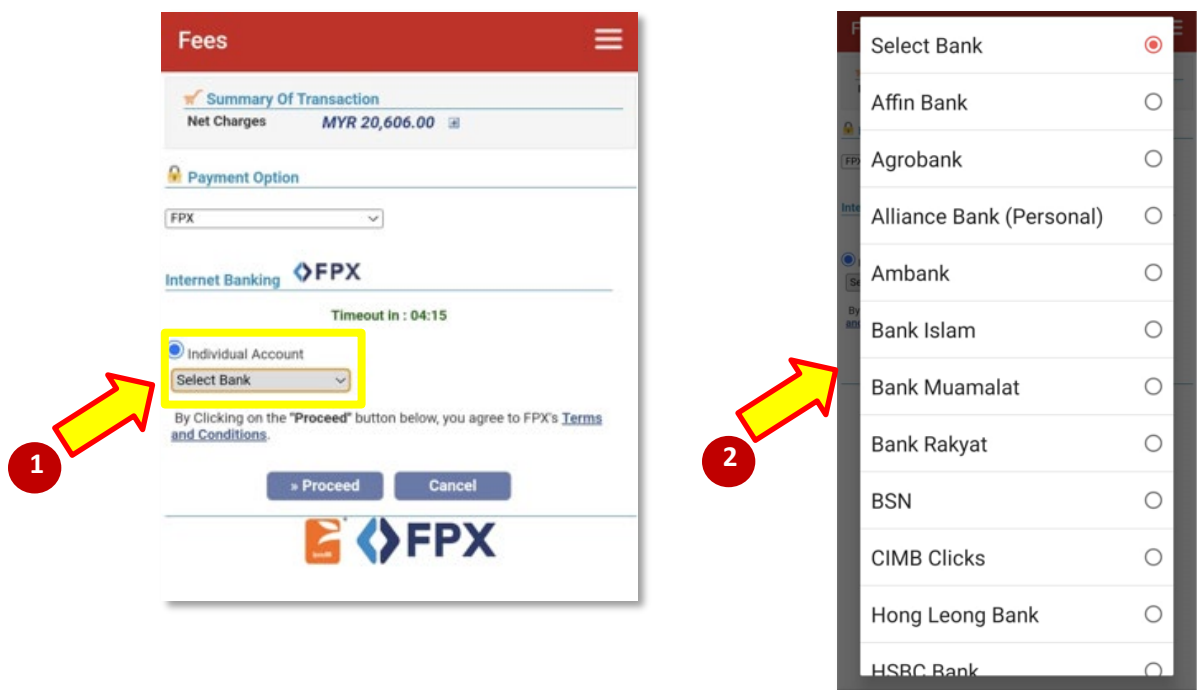 Fees
Summary Of Transaction
Net Charges MYR 20,606.00
Payment Option
FPX
Internet Banking FPX
Timeout in : 04:15
Individual Account
Select Bank
By Clicking on the "Proceed" button below, you agree to FPX's Terms
and Conditions.
» Proceed Cancel
FPX
1
Select Bank
Affin Bank
Agrobank
Alliance Bank (Personal)
Ambank
Bank Islam
Bank Muamalat
Bank Rakyat
BSN
CIMB Clicks
Hong Leong Bank
HSBC Bank
2